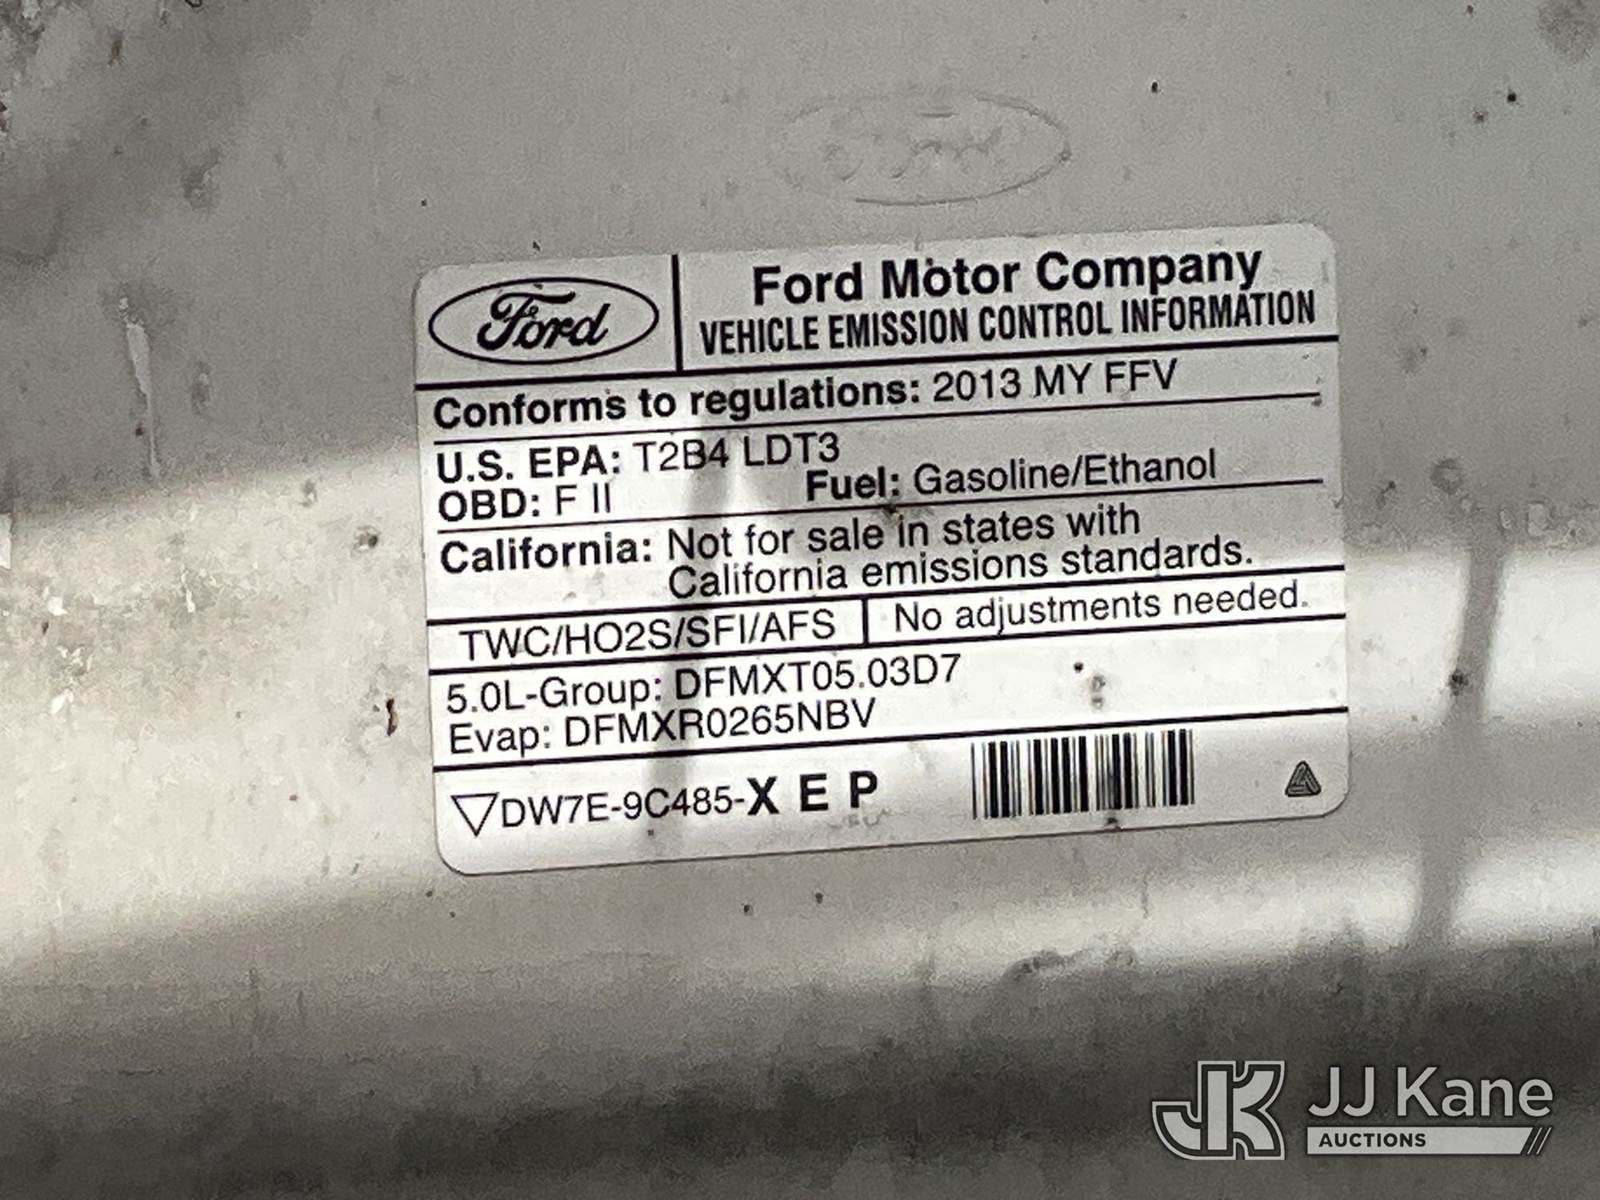 Ford
Ford Motor Company
VEHICLE EMISSION CONTROL INFORMATION
Conforms to regulations: 2013 MY FFV
U.S. EPA: T2B4 LDT3
OBD: F II Fuel: Gasoline/Ethanol
California: Not for sale in states with
California emissions standards.
TWC/HO2S/SFI/AFS No adjustments needed.
5.0L-Group: DFMXT05.03D7
Evap: DFMXR0265NBV
DW7E-9C485-X E P
JK JJ Kane
AUCTIONS